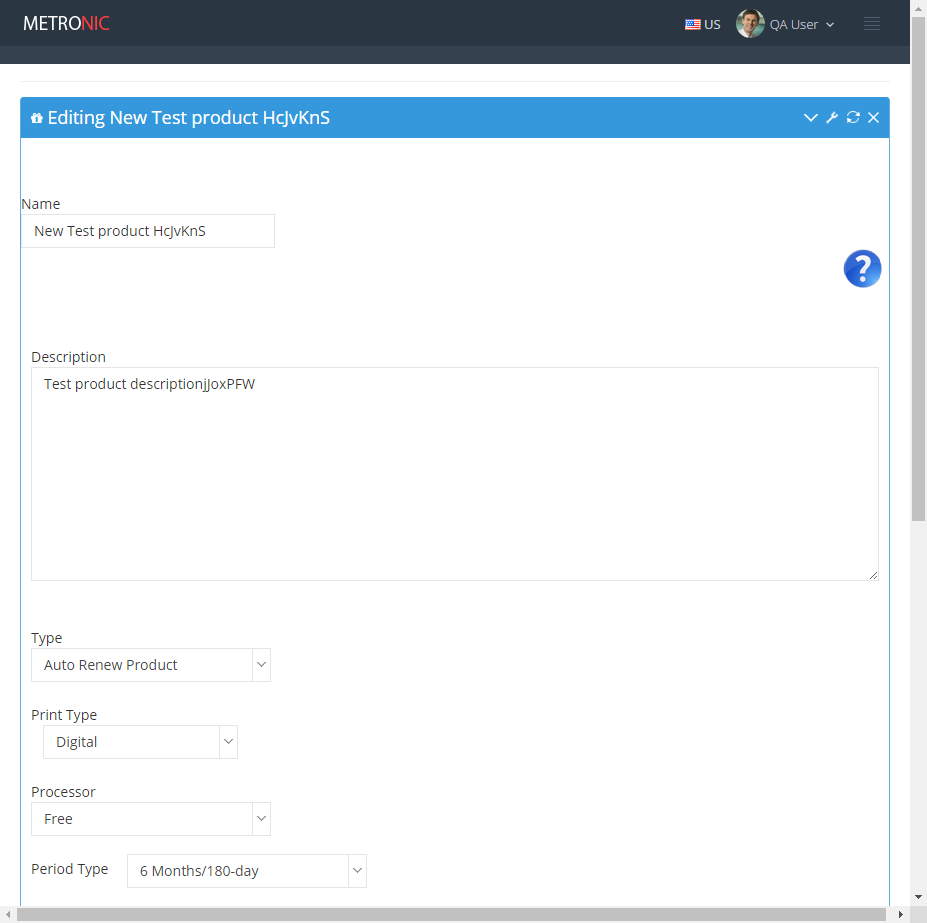 METRONIC
US
QA User
Editing New Test product HcJvKnS
Name
New Test product HcJvKnS
?
Description
Test product descriptionjJoxPFW
Type
Auto Renew Product
Print Type
Digital
Processor
Free
Period Type
6 Months/180-day